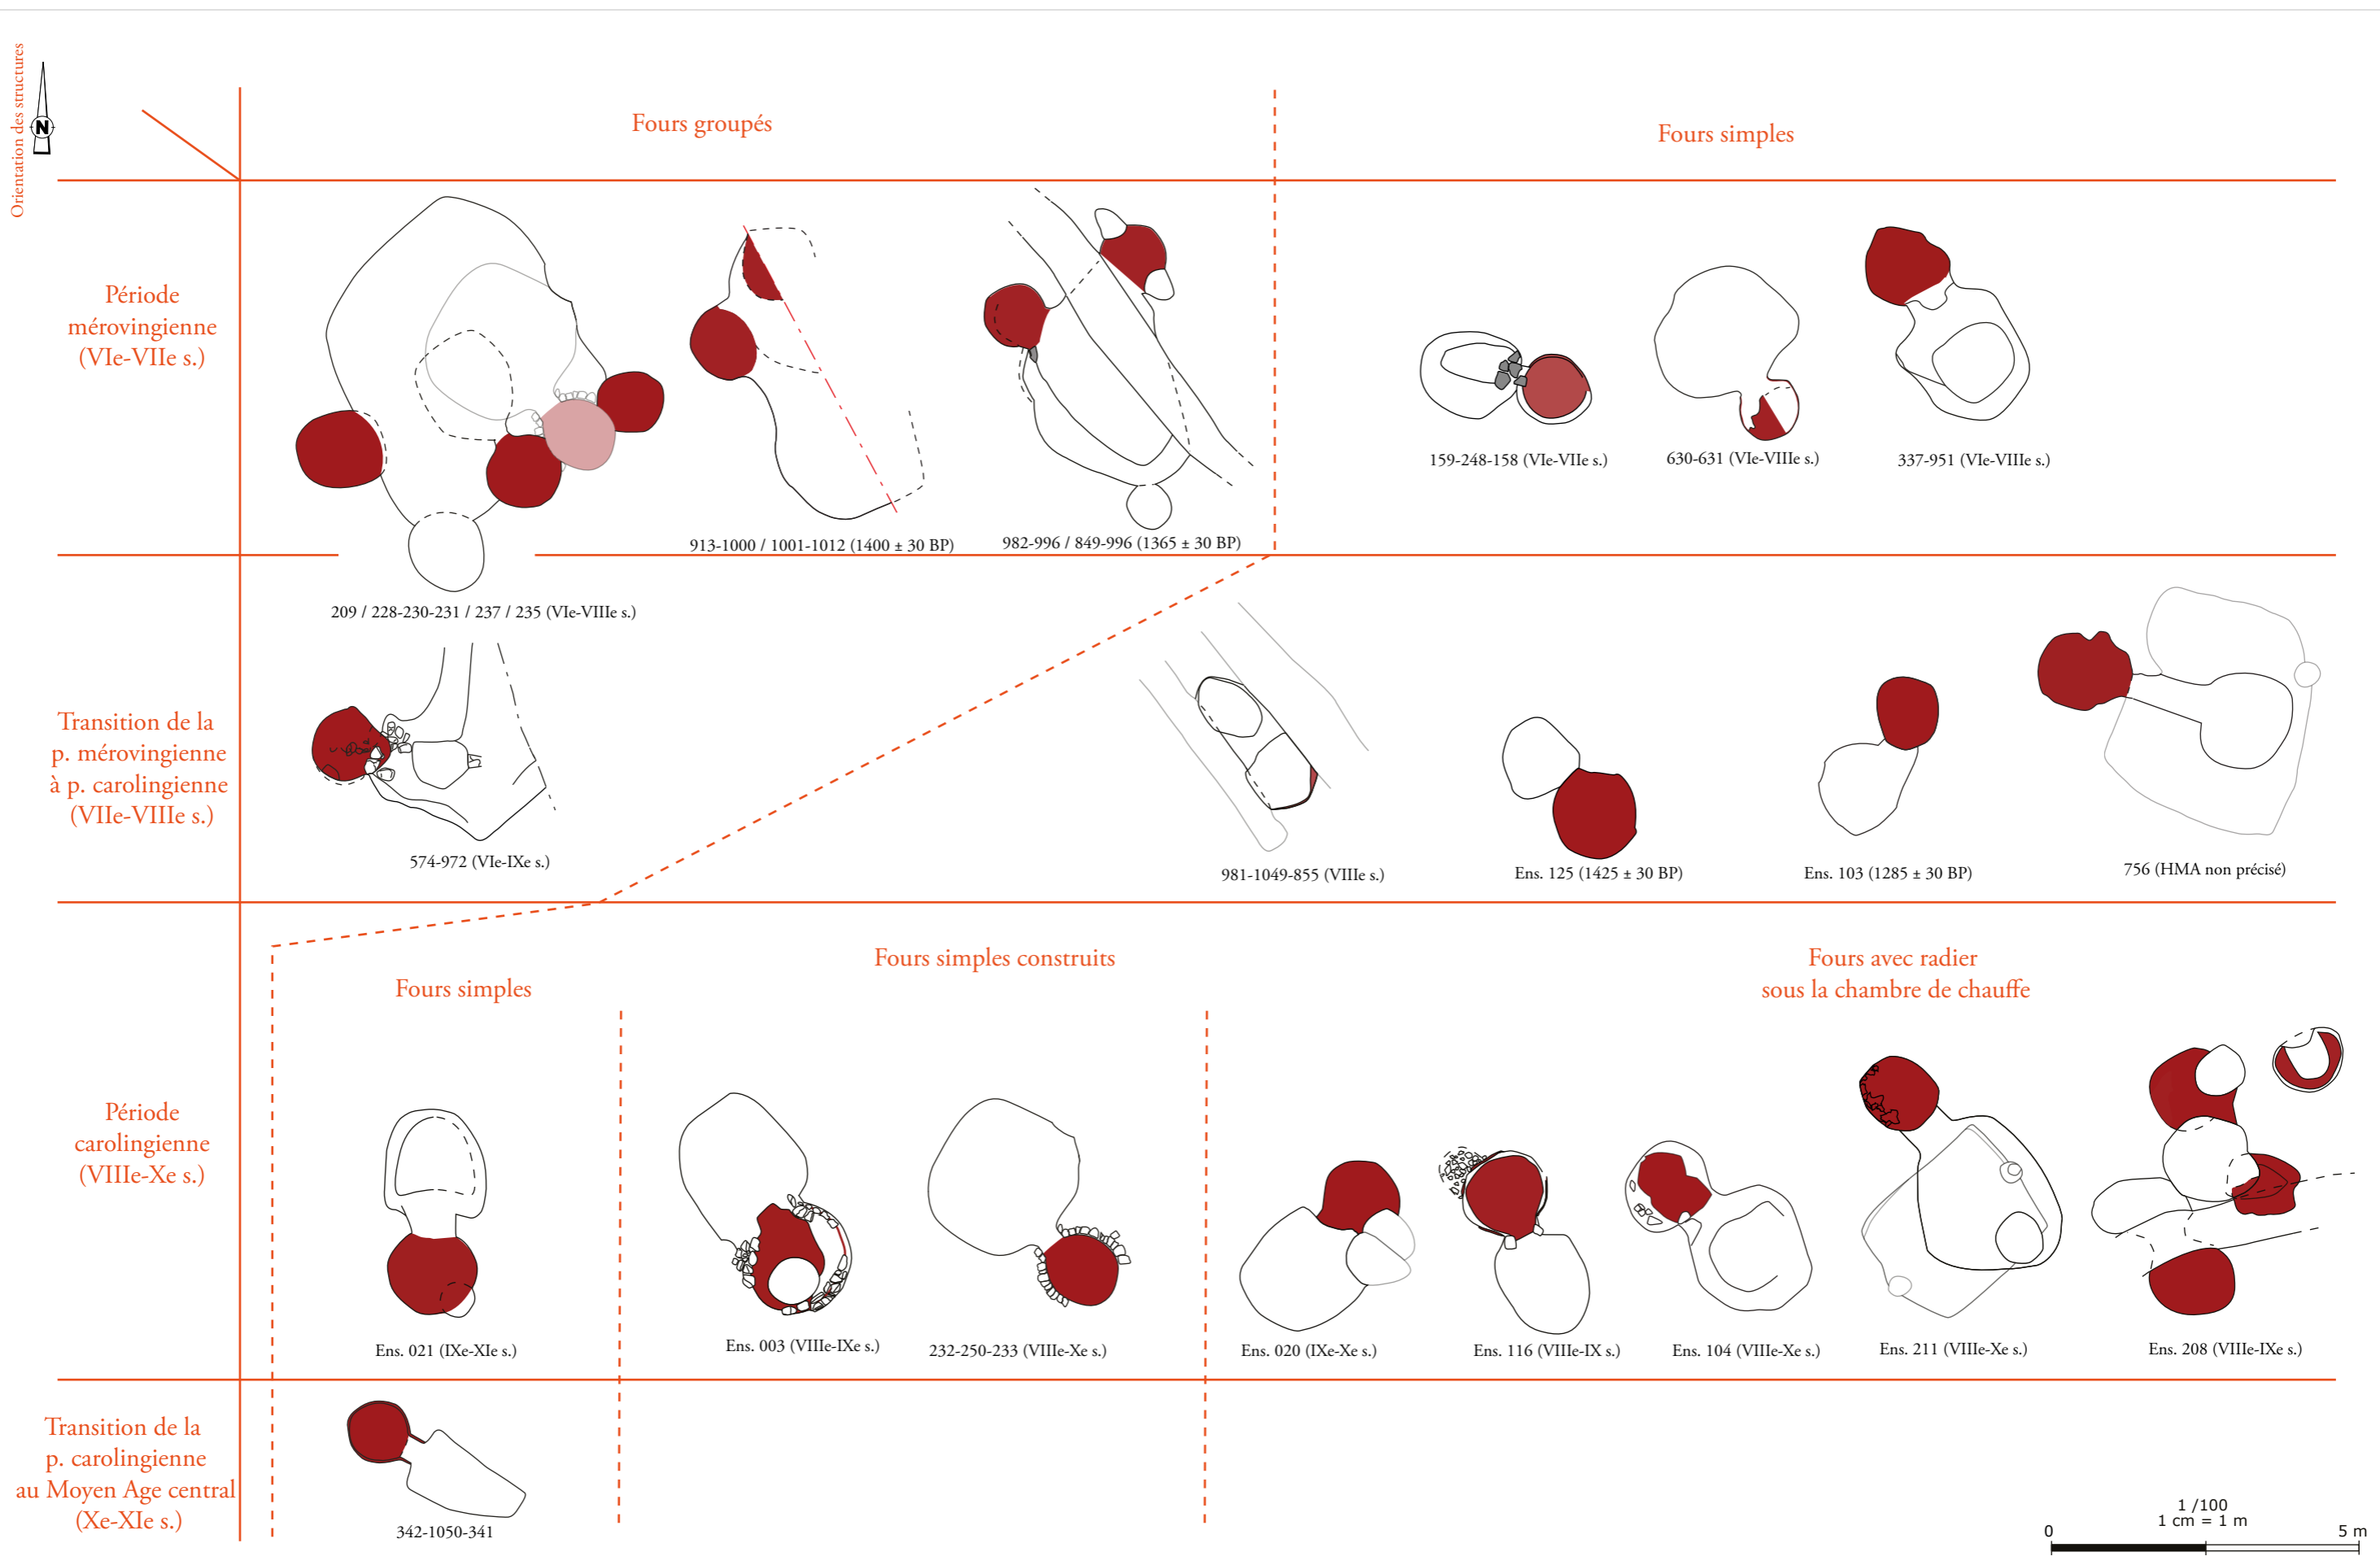 Orientation des structures
N
Fours groupés
Fours simples
Période
mérovingienne
(VIe-VIIe s.)
159-248-158 (VIe-VIIe s.)
630-631 (VIe-VIIIe s.)
337-951 (VIe-VIIIe s.)
913-1000 / 1001-1012 (1400 ± 30 BP)
982-996 / 849-996 (1365 ± 30 BP)
209 / 228-230-231 / 237 / 235 (VIe-VIIIe s.)
Transition de la
p. mérovingienne
à p. carolingienne
(VIIe-VIIIe s.)
574-972 (VIe-IXe s.)
981-1049-855 (VIIIe s.)
Ens. 125 (1425 ± 30 BP)
Ens. 103 (1285 ± 30 BP)
756 (HMA non précisé)
Fours simples
Fours simples construits
Fours avec radier
sous la chambre de chauffe
Période
carolingienne
(VIIIe-Xe s.)
Ens. 021 (IXe-XIe s.)
Ens. 003 (VIIIe-IXe s.)
232-250-233 (VIIIe-Xe s.)
Ens. 020 (IXe-Xe s.)
Ens. 116 (VIIIe-IX s.)
Ens. 104 (VIIIe-Xe s.)
Ens. 211 (VIIIe-Xe s.)
Ens. 208 (VIIIe-IXe s.)
Transition de la
p. carolingienne
au Moyen Age central
(Xe-XIe s.)
342-1050-341
1 /100
1 cm = 1 m
0 5 m